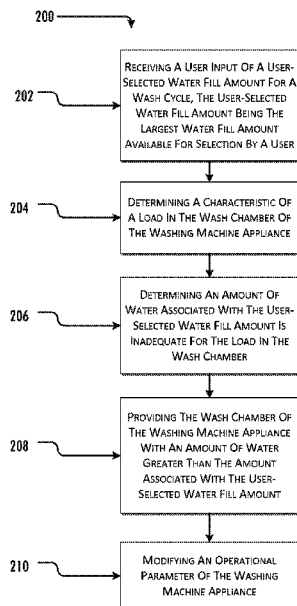 200
202
RECEIVING A USER INPUT OF A USER-
SELECTED WATER FILL AMOUNT FOR A
WASH CYCLE, THE USER-SELECTED
WATER FILL AMOUNT BEING THE
LARGEST WATER FILL AMOUNT
AVAILABLE FOR SELECTION BY A USER
204
DETERMINING A CHARACTERISTIC OF
A LOAD IN THE WASH CHAMBER OF
THE WASHING MACHINE APPLIANCE
206
DETERMINING AN AMOUNT OF
WATER ASSOCIATED WITH THE USER-
SELECTED WATER FILL AMOUNT IS
INADEQUATE FOR THE LOAD IN THE
WASH CHAMBER
208
PROVIDING THE WASH CHAMBER OF
THE WASHING MACHINE APPLIANCE
WITH AN AMOUNT OF WATER
GREATER THAN THE AMOUNT
ASSOCIATED WITH THE USER-
SELECTED WATER FILL AMOUNT
210
MODIFYING AN OPERATIONAL
PARAMETER OF THE WASHING
MACHINE APPLIANCE